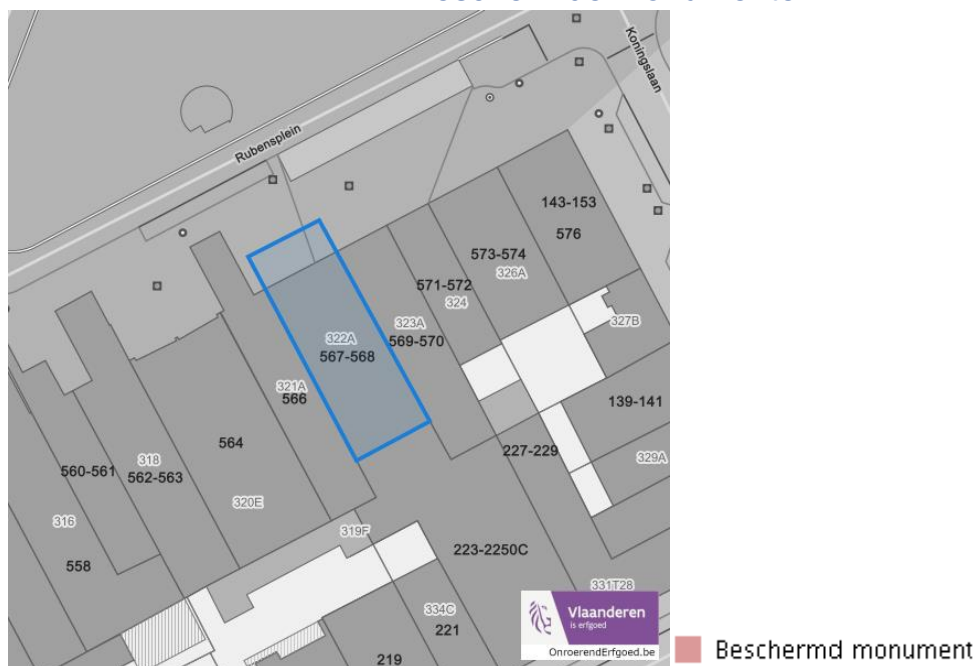 Koningslaan
Rubensplein
143-153
576
573-574
326A
571-572
324
327B
322A
323A
567-568
569-570
321A
566
139-141
564
227-229
560-561
318
562-563
329A
320E
316
319F
558
223-2250C
331T28
334C
221
219
Vlaanderen
is erfgoed
OnroerendErfgoed.be
Beschermd monument